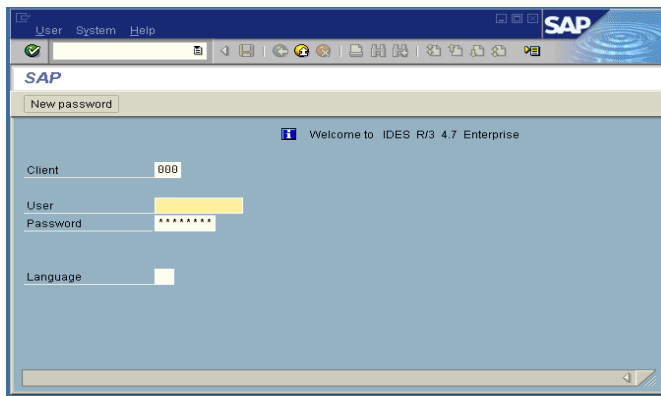 User System Help
SAP
SAP
New password
Welcome to IDES R/3 4.7 Enterprise
Client 000
User
Password ********
Language